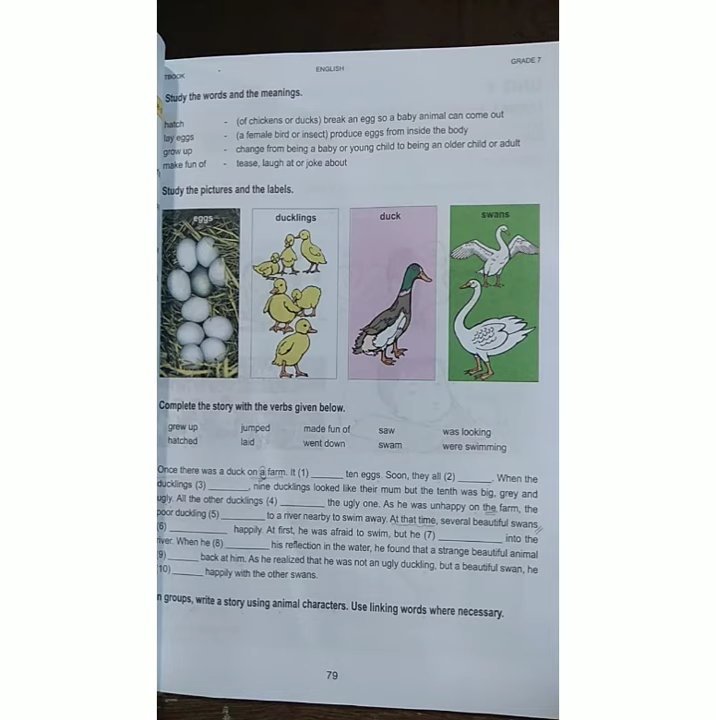 TBOOK ENGLISH GRADE 7
Study the words and the meanings.
hatch - (of chickens or ducks) break an egg so a baby animal can come out
lay eggs - (a female bird or insect) produce eggs from inside the body
grow up - change from being a baby or young child to being an older child or adult
make fun of - tease, laugh at or joke about
Study the pictures and the labels.
eggs ducklings duck swans
Complete the story with the verbs given below.
grew up jumped made fun of saw was looking
hatched laid went down swam were swimming
Once there was a duck on a farm. It (1) ______ ten eggs. Soon, they all (2) ______. When the
ducklings (3) _______, nine ducklings looked like their mum but the tenth was big, grey and
ugly. All the other ducklings (4) ________ the ugly one. As he was unhappy on the farm, the
poor duckling (5) ________ to a river nearby to swim away. At that time, several beautiful swans
(6) __________ happily. At first, he was afraid to swim, but he (7) ___________ into the
river. When he (8) ________ his reflection in the water, he found that a strange beautiful animal
9) ______ back at him. As he realized that he was not an ugly duckling, but a beautiful swan, he
10) ______ happily with the other swans.
n groups, write a story using animal characters. Use linking words where necessary.
79